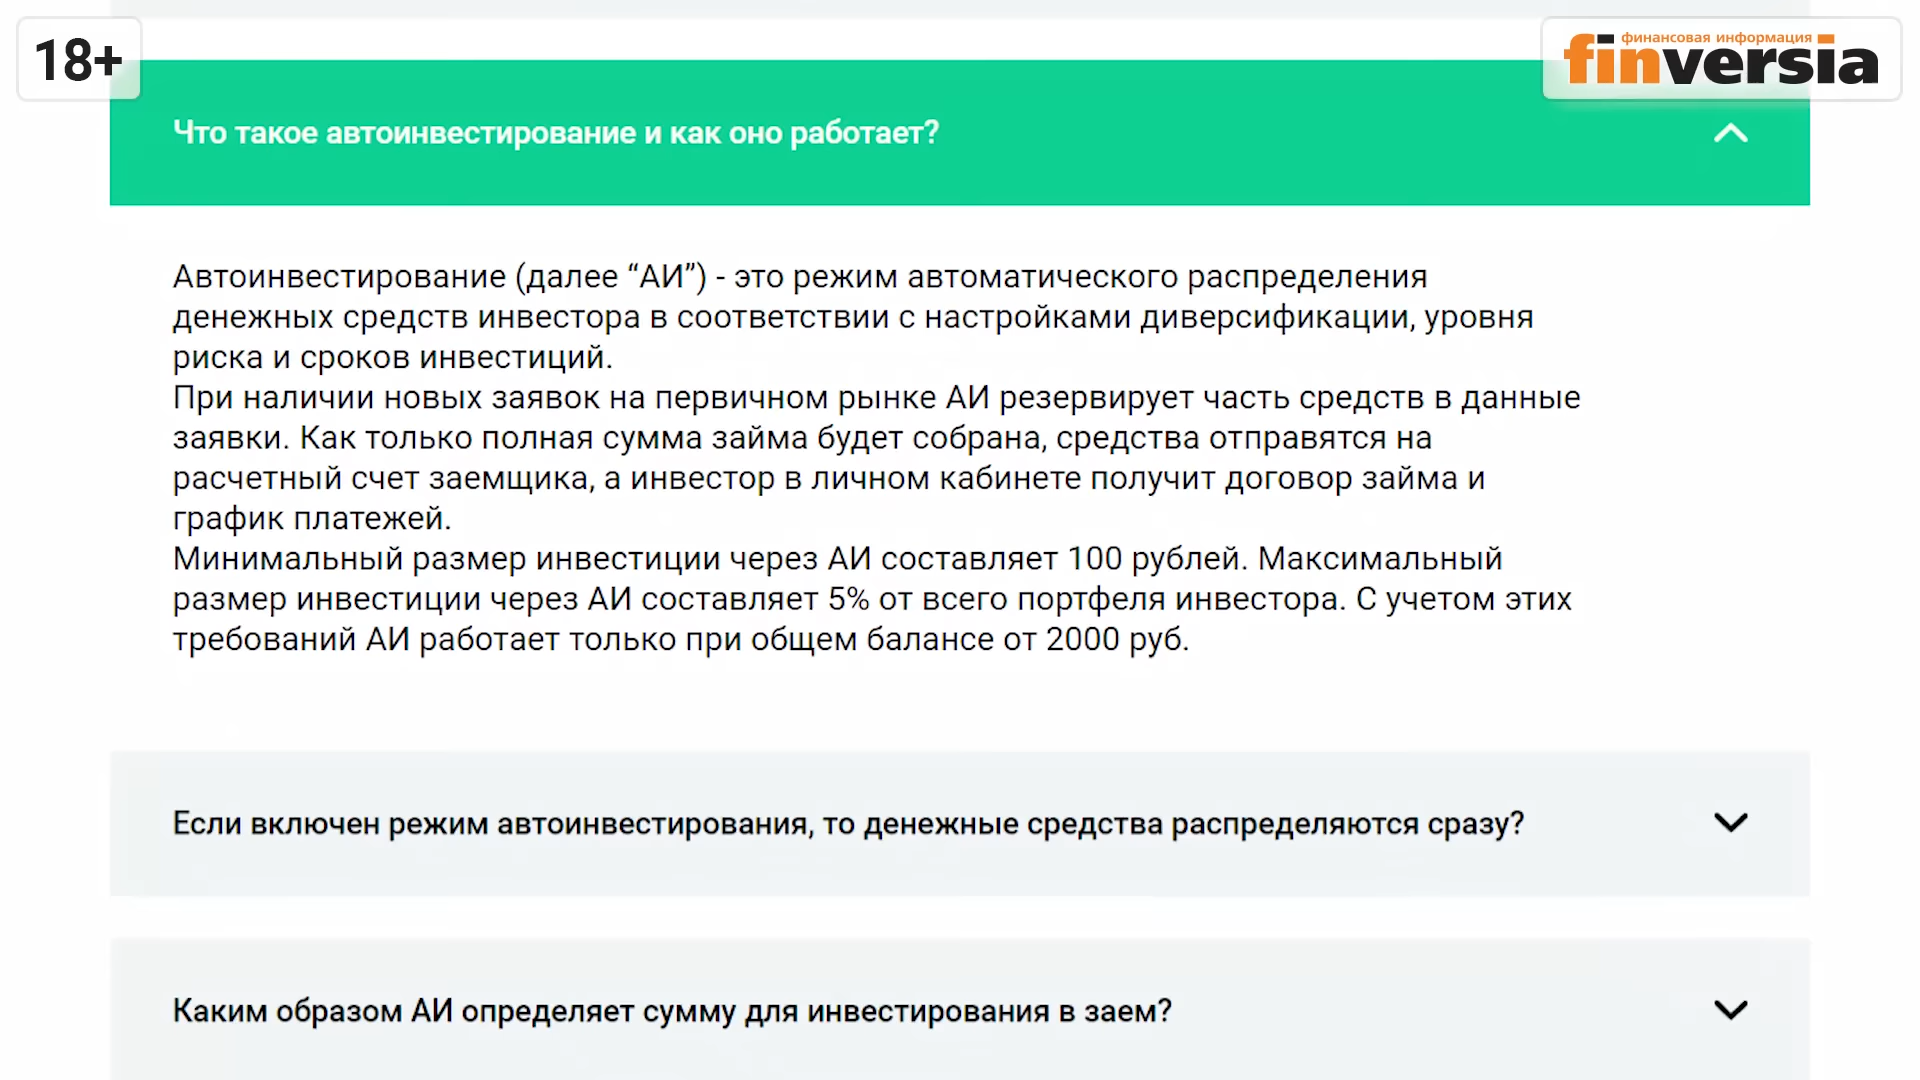 18+
финансовая информация
finversia
Что такое автоинвестирование и как оно работает?
Автоинвестирование (далее “АИ”) - это режим автоматического распределения
денежных средств инвестора в соответствии с настройками диверсификации, уровня
риска и сроков инвестиций.
При наличии новых заявок на первичном рынке АИ резервирует часть средств в данные
заявки. Как только полная сумма займа будет собрана, средства отправятся на
расчетный счет заемщика, а инвестор в личном кабинете получит договор займа и
график платежей.
Минимальный размер инвестиции через АИ составляет 100 рублей. Максимальный
размер инвестиции через АИ составляет 5% от всего портфеля инвестора. С учетом этих
требований АИ работает только при общем балансе от 2000 руб.
Если включен режим автоинвестирования, то денежные средства распределяются сразу?
Каким образом АИ определяет сумму для инвестирования в заем?